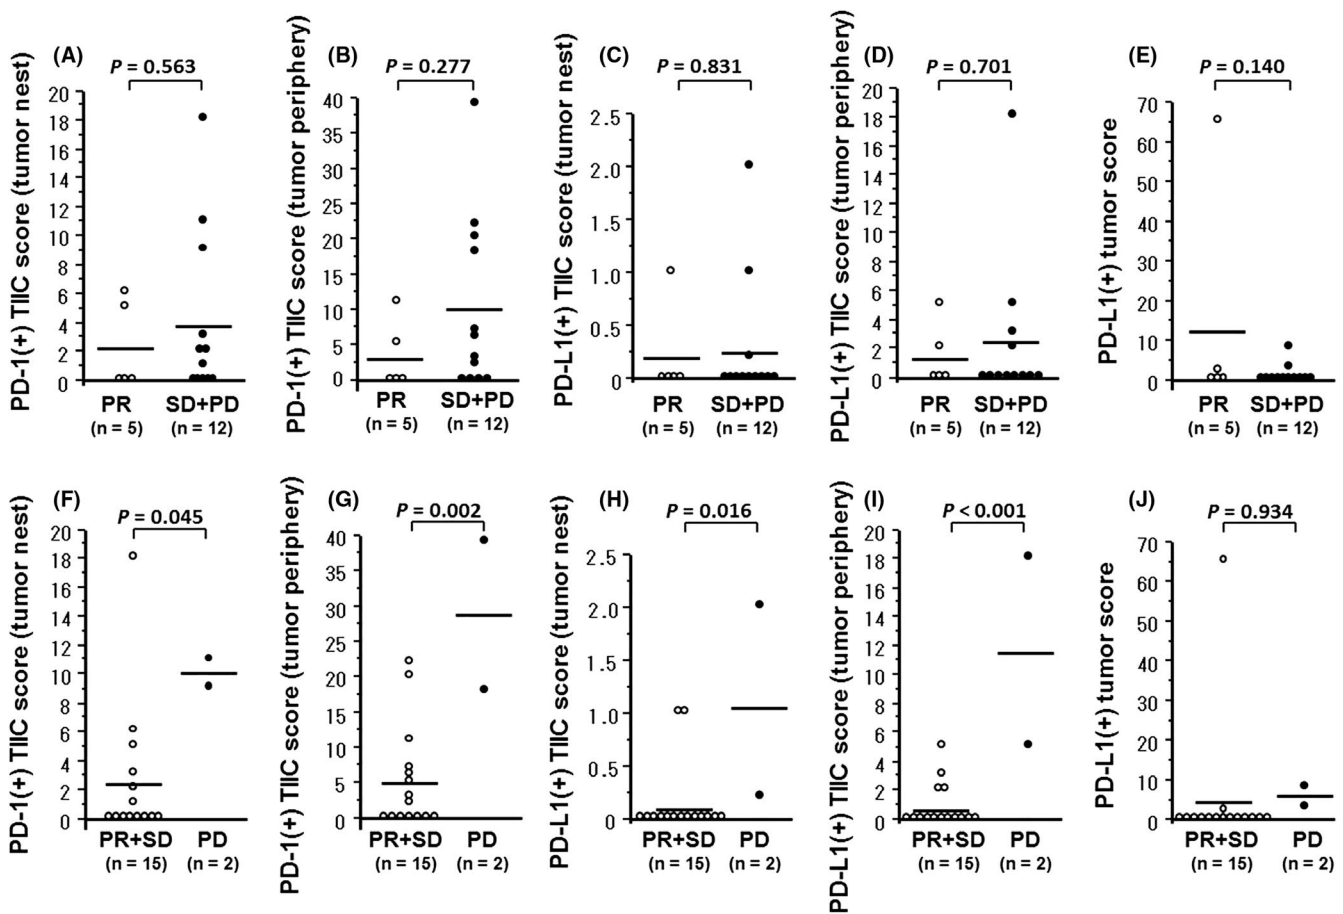 (A)
P = 0.563
PD-1(+) TIIC score (tumor nest)
20
18
16
14
12
10
8
6
4
2
0
PR
SD+PD
(n = 5)
(n = 12)
(B)
P = 0.277
PD-1(+) TIIC score (tumor periphery)
40
35
30
25
20
15
10
5
0
PR
SD+PD
(n = 5)
(n = 12)
(C)
P = 0.831
PD-L1(+) TIIC score (tumor nest)
2.5
2.0
1.5
1.0
0.5
0
PR
SD+PD
(n = 5)
(n = 12)
(D)
P = 0.701
PD-L1(+) TIIC score (tumor periphery)
20
18
16
14
12
10
8
6
4
2
0
PR
SD+PD
(n = 5)
(n = 12)
(E)
P = 0.140
PD-L1(+) tumor score
70
60
50
40
30
20
10
0
PR
SD+PD
(n = 5)
(n = 12)
(F)
P = 0.045
PD-1(+) TIIC score (tumor nest)
20
18
16
14
12
10
8
6
4
2
0
PR+SD
PD
(n = 15)
(n = 2)
(G)
P = 0.002
PD-1(+) TIIC score (tumor periphery)
40
35
30
25
20
15
10
5
0
PR+SD
PD
(n = 15)
(n = 2)
(H)
P = 0.016
PD-L1(+) TIIC score (tumor nest)
2.5
2.0
1.5
1.0
0.5
0
PR+SD
PD
(n = 15)
(n = 2)
(I)
P < 0.001
PD-L1(+) TIIC score (tumor periphery)
20
18
16
14
12
10
8
6
4
2
0
PR+SD
PD
(n = 15)
(n = 2)
(J)
P = 0.934
PD-L1(+) tumor score
70
60
50
40
30
20
10
0
PR+SD
PD
(n = 15)
(n = 2)